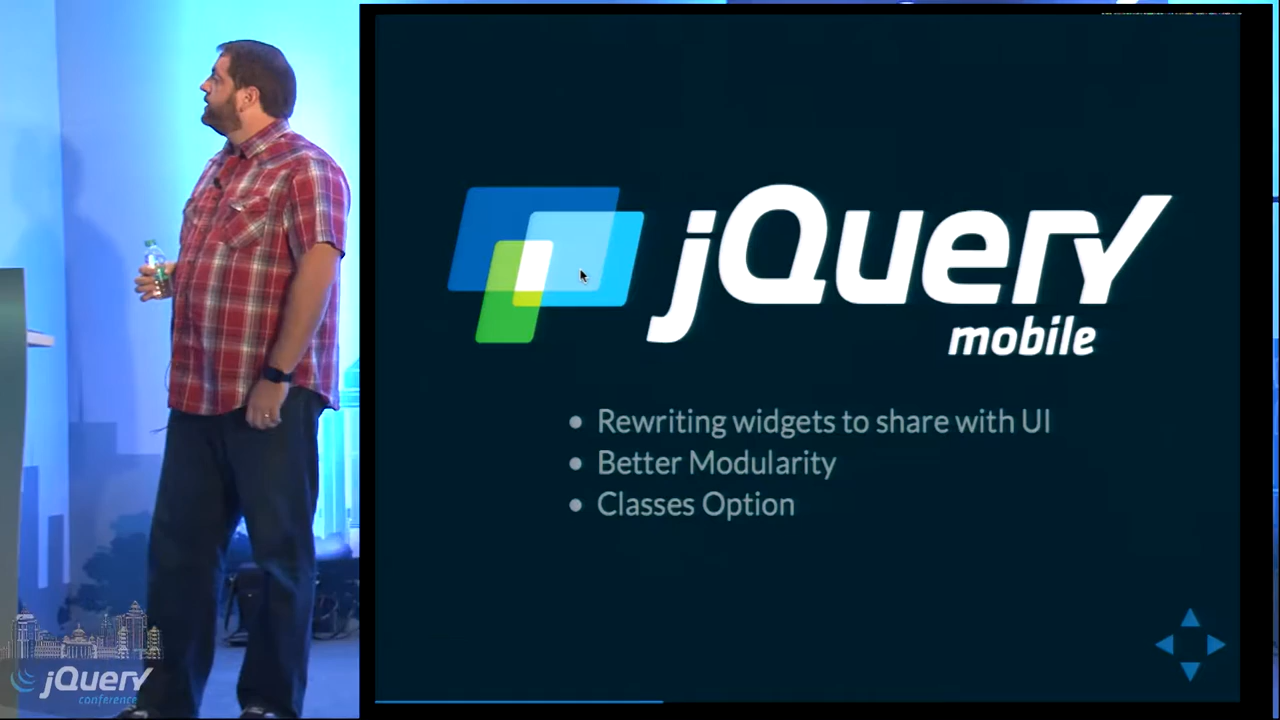 jQuery
mobile
Rewriting widgets to share with UI
Better Modularity
Classes Option
jQuery
conference